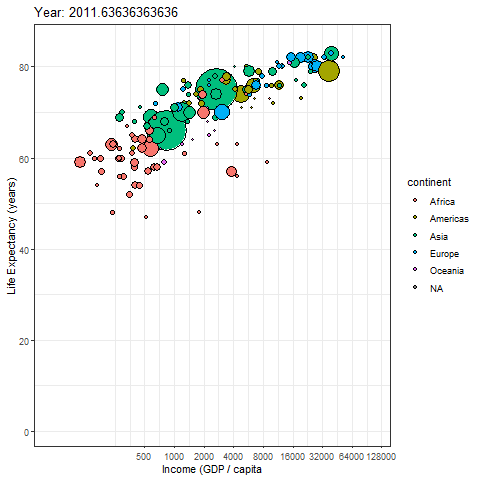 Year: 2011.63636363636
Life Expectancy (years)
80
60
40
20
0
500 1000 2000 4000 8000 16000 32000 64000 128000
Income (GDP / capita
continent
Africa
Americas
Asia
Europe
Oceania
NA